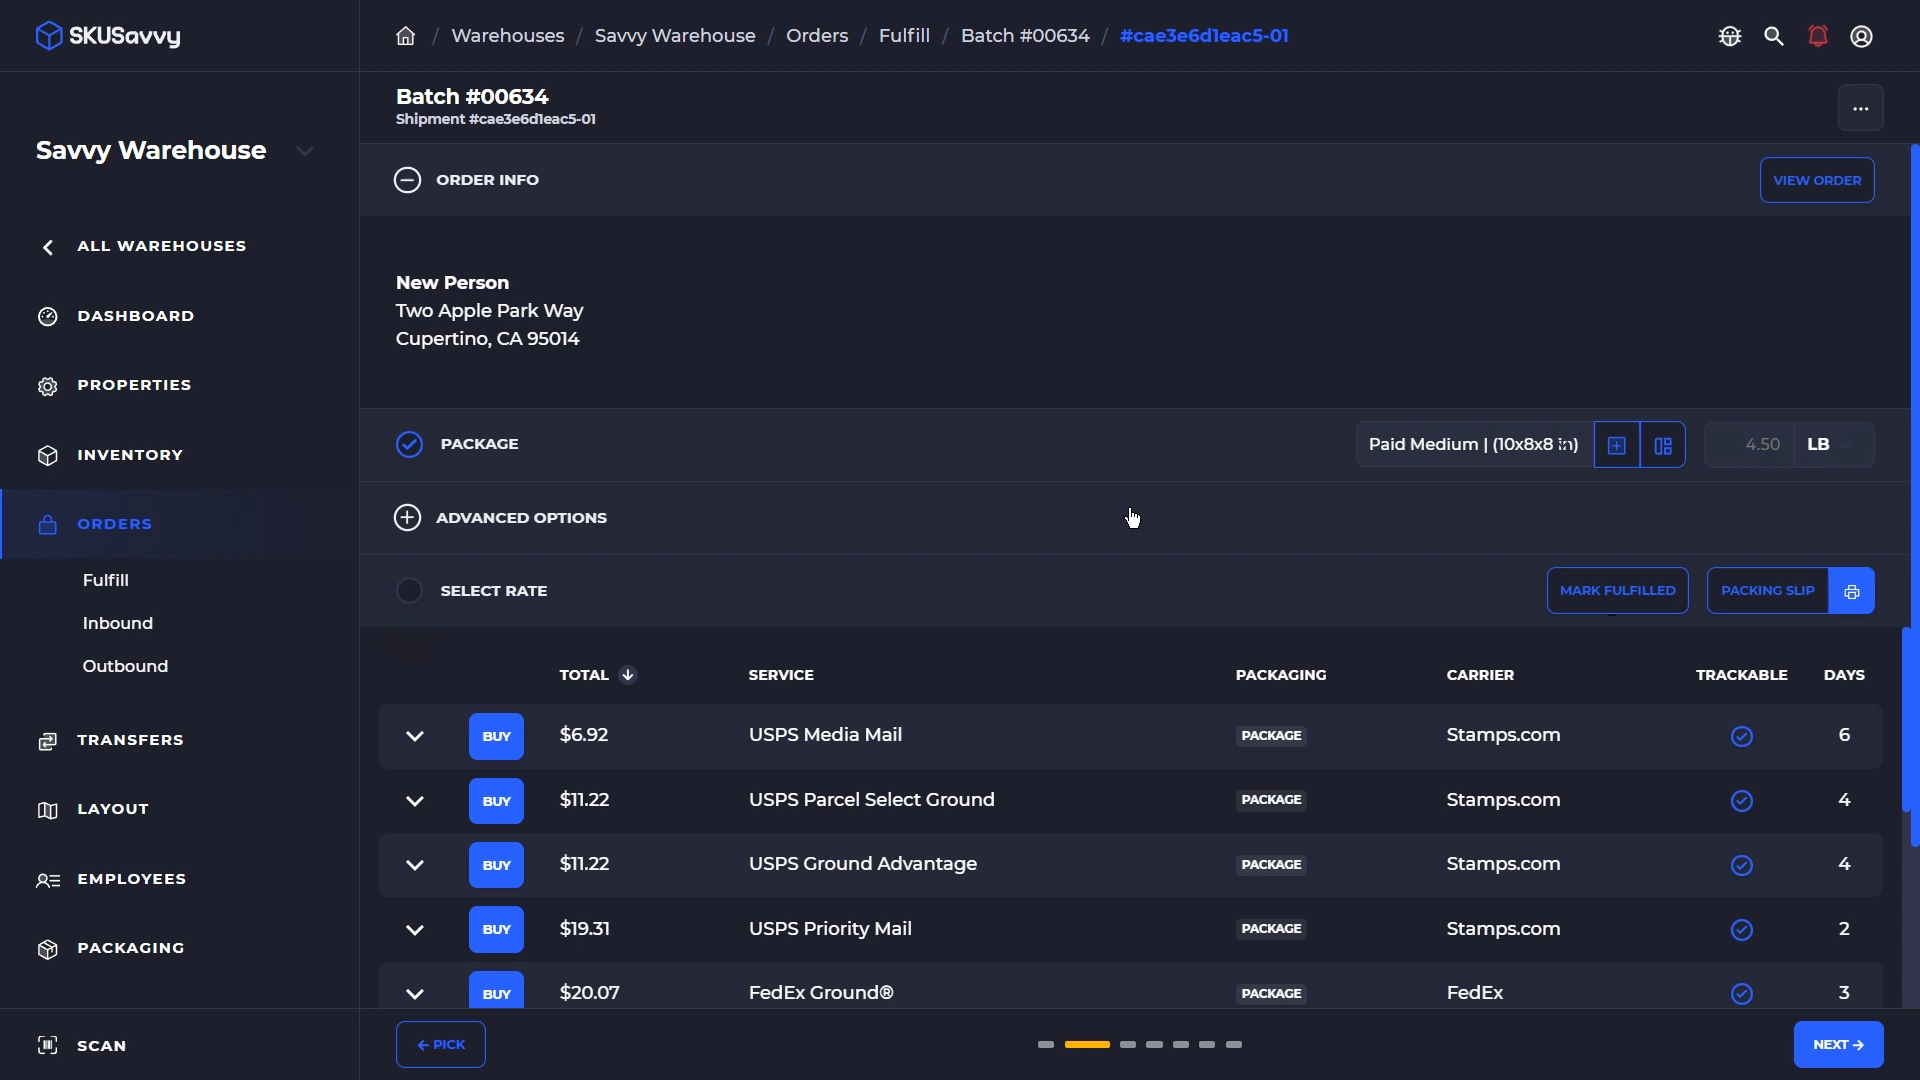 SKUSavvy
/ Warehouses / Savvy Warehouse / Orders / Fulfill / Batch #00634 / #cae3e6d1eac5-01
Batch #00634
Shipment #cae3e6d1eac5-01
...
Savvy Warehouse
ALL WAREHOUSES
DASHBOARD
PROPERTIES
INVENTORY
ORDERS
Fulfill
Inbound
Outbound
TRANSFERS
LAYOUT
EMPLOYEES
PACKAGING
SCAN
ORDER INFO
VIEW ORDER
New Person
Two Apple Park Way
Cupertino, CA 95014
PACKAGE
Paid Medium | (10x8x8 in)
4.50 LB
ADVANCED OPTIONS
SELECT RATE
MARK FULFILLED
PACKING SLIP
TOTAL SERVICE PACKAGING CARRIER TRACKABLE DAYS
BUY $6.92 USPS Media Mail PACKAGE Stamps.com 6
BUY $11.22 USPS Parcel Select Ground PACKAGE Stamps.com 4
BUY $11.22 USPS Ground Advantage PACKAGE Stamps.com 4
BUY $19.31 USPS Priority Mail PACKAGE Stamps.com 2
BUY $20.07 FedEx Ground® PACKAGE FedEx 3
← PICK
NEXT →